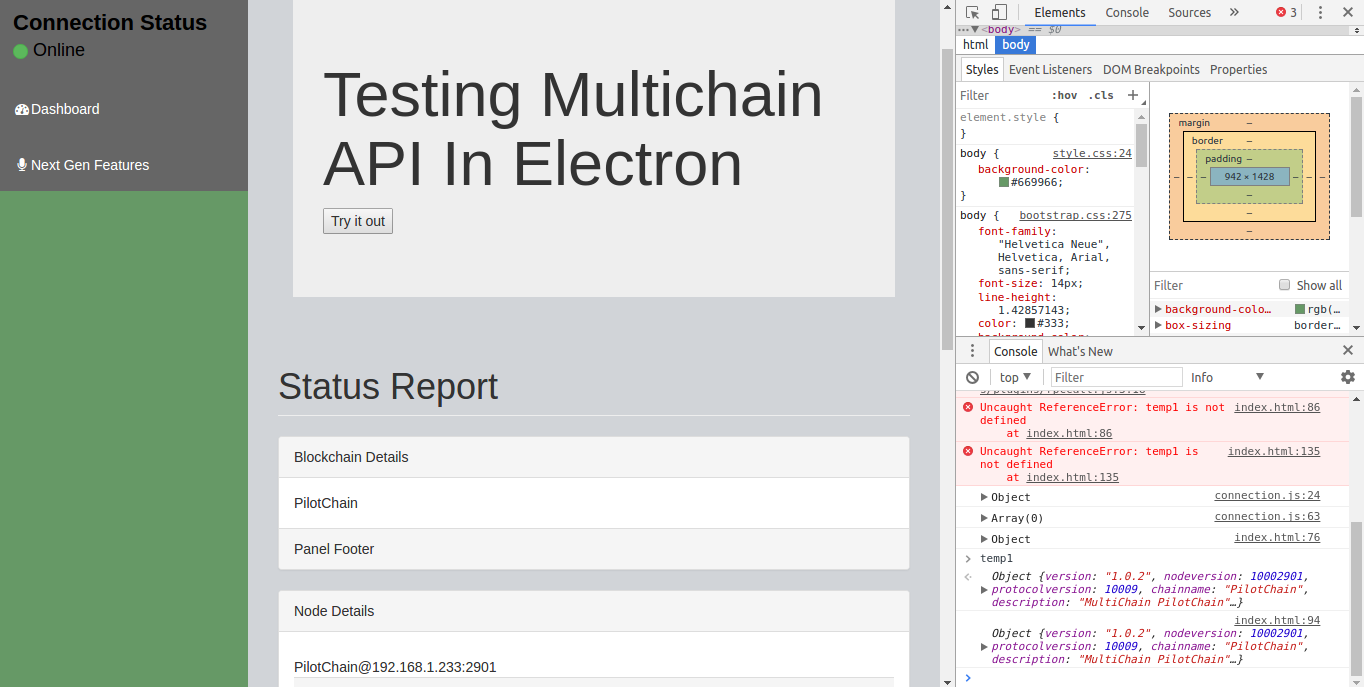 Connection Status
Online
Dashboard
Next Gen Features
Testing Multichain
API In Electron
Try it out
Status Report
Blockchain Details
PilotChain
Panel Footer
Node Details
PilotChain@192.168.1.233:2901
Elements Console Sources » 3
<body> == $0
html body
Styles Event Listeners DOM Breakpoints Properties
Filter :hov .cls +
element.style {
}
body { style.css:24
background-color:
#669966;
}
body { bootstrap.css:275
font-family:
"Helvetica Neue",
Helvetica, Arial,
sans-serif;
font-size: 14px;
line-height:
1.42857143;
color: #333;
margin –
border –
padding –
– – – 942 × 1428 – – –
–
–
–
Filter Show all
background-colo… rgb(…
box-sizing border…
Console What's New
top Filter Info
Uncaught ReferenceError: temp1 is not index.html:86
defined
at index.html:86
Uncaught ReferenceError: temp1 is index.html:135
not defined
at index.html:135
Object connection.js:24
Array(0) connection.js:63
Object index.html:76
temp1
Object {version: "1.0.2", nodeversion: 10002901,
protocolversion: 10009, chainname: "PilotChain",
description: "MultiChain PilotChain"…}
index.html:94
Object {version: "1.0.2", nodeversion: 10002901,
protocolversion: 10009, chainname: "PilotChain",
description: "MultiChain PilotChain"…}